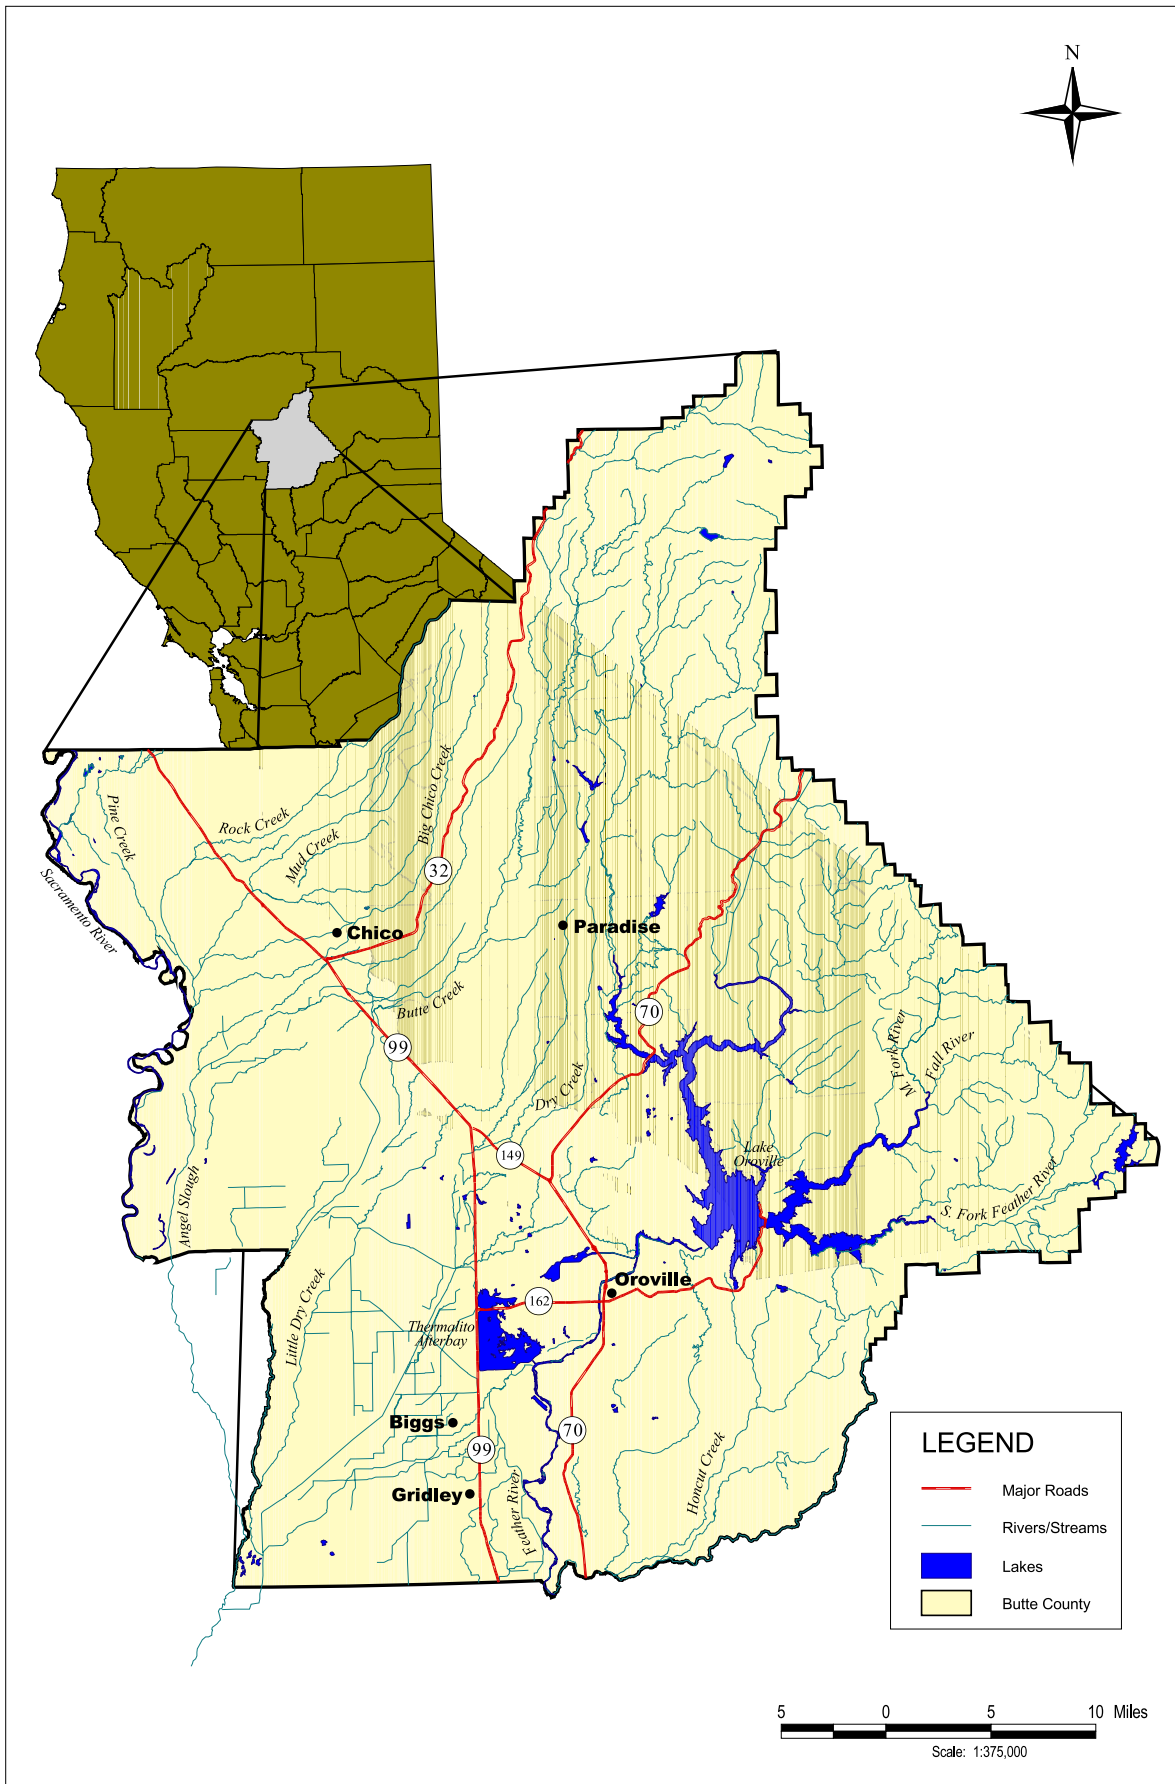 N
Pine Creek
Rock Creek
Mud Creek
Big Chico Creek
32
Sacramento River
Chico
Paradise
Butte Creek
99
70
Dry Creek
M. Fork River
Fall River
149
Lake
Oroville
Angel Slough
S. Fork Feather River
Oroville
162
Little Dry Creek
Thermalito
Afterbay
Biggs
99
70
Gridley
Feather River
Honcut Creek
LEGEND
Major Roads
Rivers/Streams
Lakes
Butte County
5 0 5 10 Miles
Scale: 1:375,000